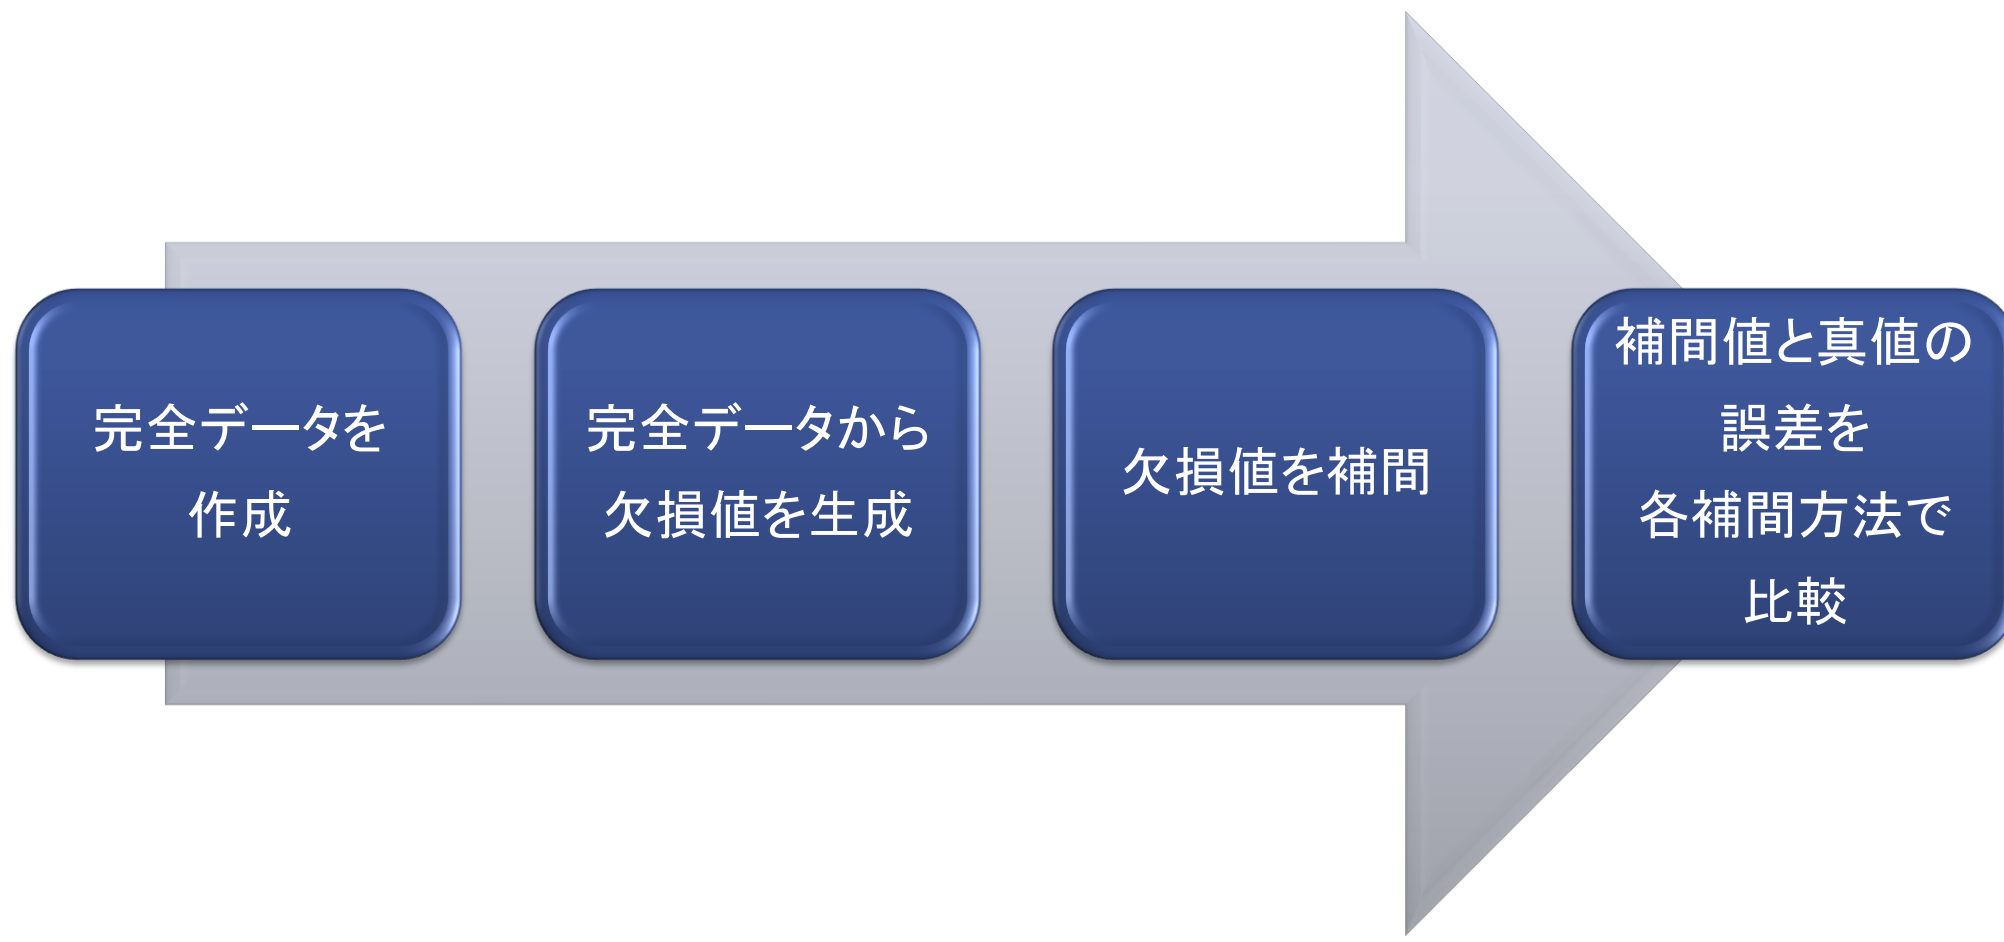 完全データを
作成
完全データから
欠損値を生成
欠損値を補間
補間値と真値の
誤差を
各補間方法で
比較